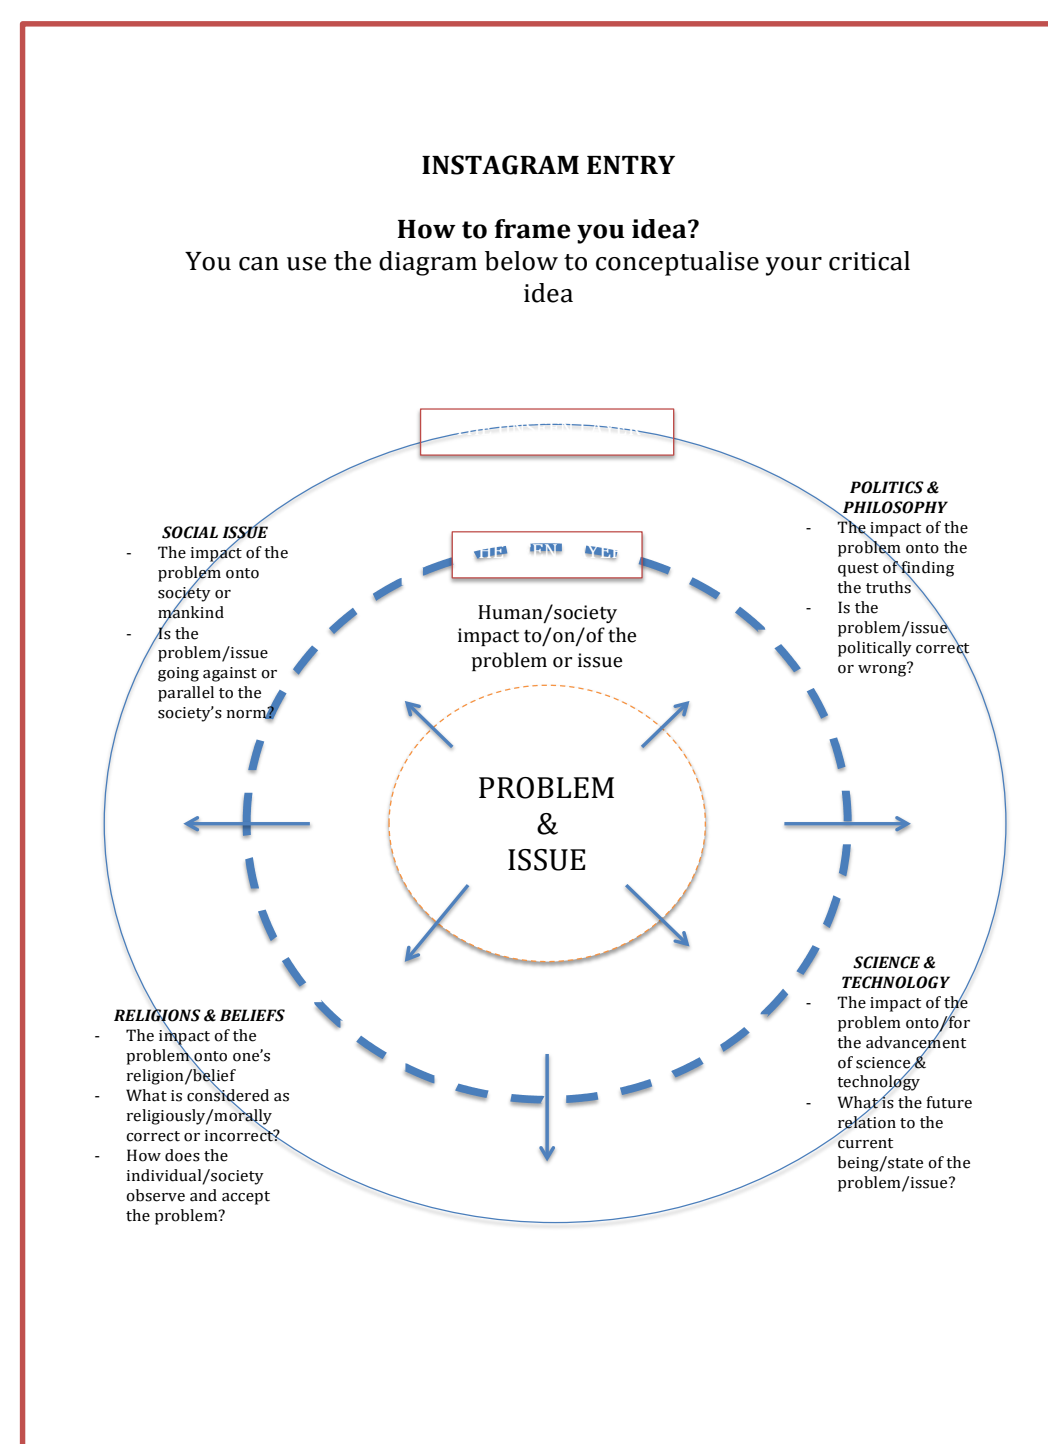 INSTAGRAM ENTRY
How to frame you idea?
You can use the diagram below to conceptualise your critical
idea
POLITICS &
PHILOSOPHY
- The impact of the
problem onto the
quest of finding
the truths
- Is the
problem/issue
politically correct
or wrong?
SOCIAL ISSUE
- The impact of the
problem onto
society or
mankind
- Is the
problem/issue
going against or
parallel to the
society's norm?
Human/society
impact to/on/of the
problem or issue
PROBLEM
&
ISSUE
SCIENCE &
TECHNOLOGY
- The impact of the
problem onto/for
the advancement
of science &
technology
- What is the future
relation to the
current
being/state of the
problem/issue?
RELIGIONS & BELIEFS
- The impact of the
problem onto one's
religion/belief
- What is considered as
religiously/morally
correct or incorrect?
- How does the
individual/society
observe and accept
the problem?